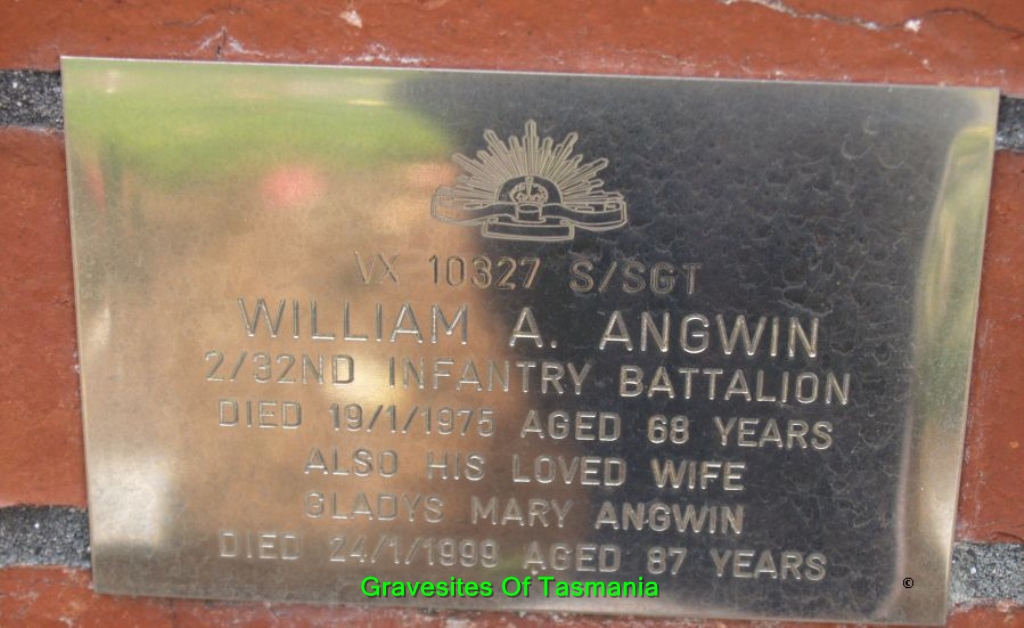 VX 10327 S/SGT
WILLIAM A. ANGWIN
2/32ND INFANTRY BATTALION
DIED 19/1/1975 AGED 68 YEARS
ALSO HIS LOVED WIFE
GLADYS MARY ANGWIN
DIED 24/1/1999 AGED 87 YEARS
Gravesites Of Tasmania ©